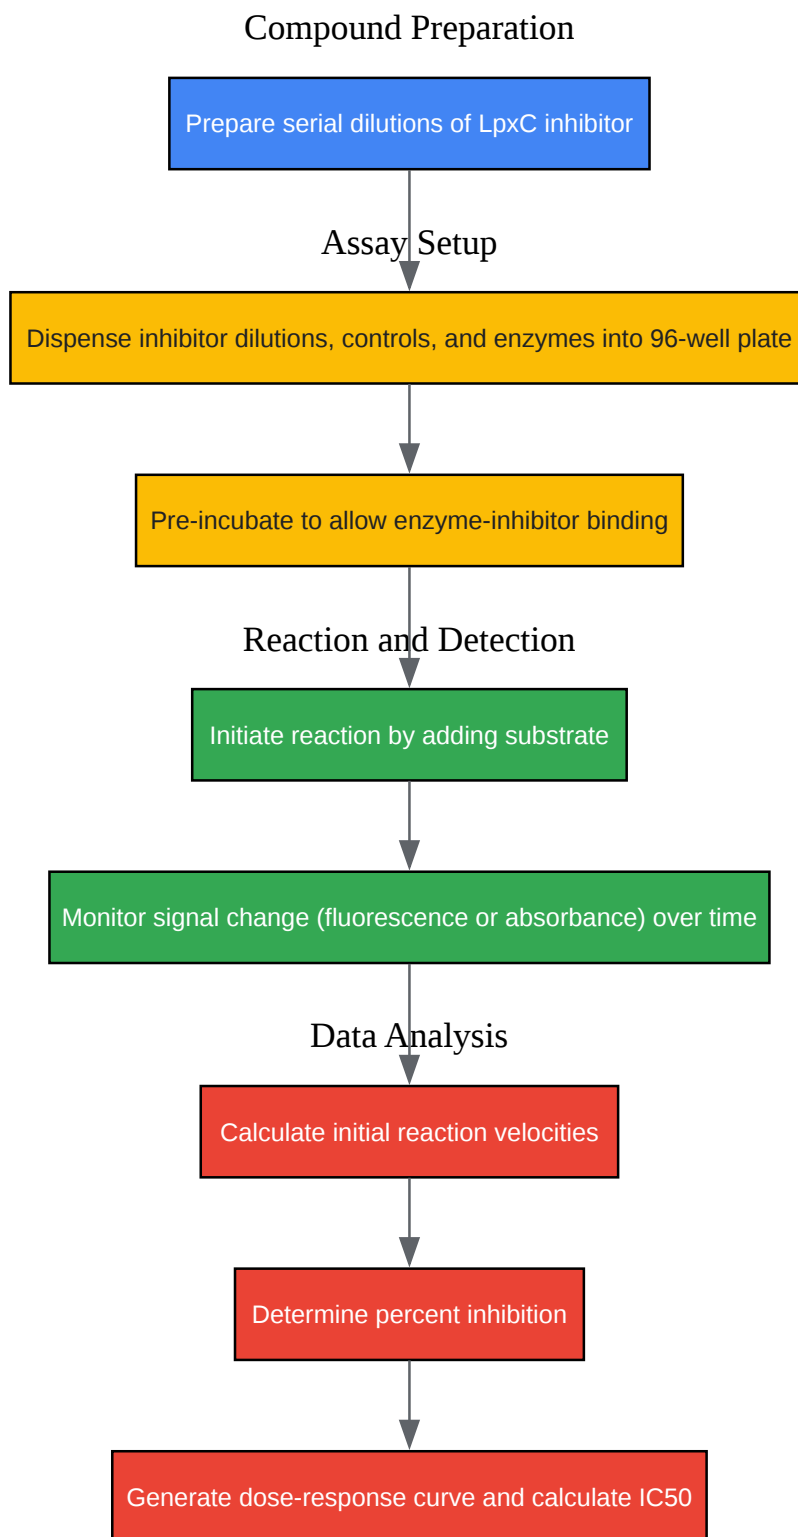 Compound Preparation
Prepare serial dilutions of LpxC inhibitor
Assay Setup
Dispense inhibitor dilutions, controls, and enzymes into 96-well plate
Pre-incubate to allow enzyme-inhibitor binding
Reaction and Detection
Initiate reaction by adding substrate
Monitor signal change (fluorescence or absorbance) over time
Data Analysis
Calculate initial reaction velocities
Determine percent inhibition
Generate dose-response curve and calculate IC50